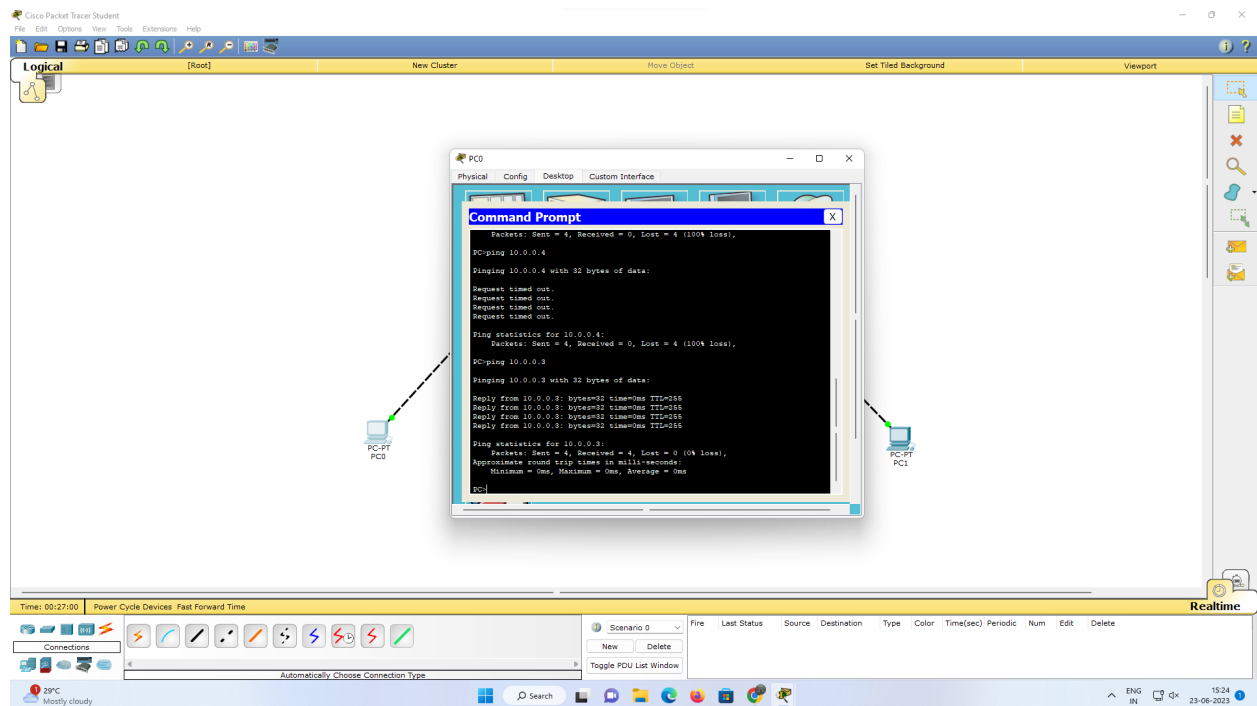 Cisco Packet Tracer Student
File Edit Options View Tools Extensions Help
Logical [Root] New Cluster Move Object Set Tiled Background Viewport
PC0
Physical Config Desktop Custom Interface
Command Prompt X
Packets: Sent = 4, Received = 0, Lost = 4 (100% loss),
PC>ping 10.0.0.4
Pinging 10.0.0.4 with 32 bytes of data:
Request timed out.
Request timed out.
Request timed out.
Request timed out.
Ping statistics for 10.0.0.4:
Packets: Sent = 4, Received = 0, Lost = 4 (100% loss),
PC>ping 10.0.0.3
Pinging 10.0.0.3 with 32 bytes of data:
Reply from 10.0.0.3: bytes=32 time=0ms TTL=255
Reply from 10.0.0.3: bytes=32 time=0ms TTL=255
Reply from 10.0.0.3: bytes=32 time=0ms TTL=255
Reply from 10.0.0.3: bytes=32 time=0ms TTL=255
Ping statistics for 10.0.0.3:
Packets: Sent = 4, Received = 4, Lost = 0 (0% loss),
Approximate round trip times in milli-seconds:
Minimum = 0ms, Maximum = 0ms, Average = 0ms
PC>
PC-PT
PC0
PC-PT
PC1
Time: 00:27:00 Power Cycle Devices Fast Forward Time Realtime
Connections
Automatically Choose Connection Type
Scenario 0
New Delete
Toggle PDU List Window
Fire Last Status Source Destination Type Color Time(sec) Periodic Num Edit Delete
1
29°C
Mostly cloudy
Search
ENG
IN
15:24
23-06-2023
1